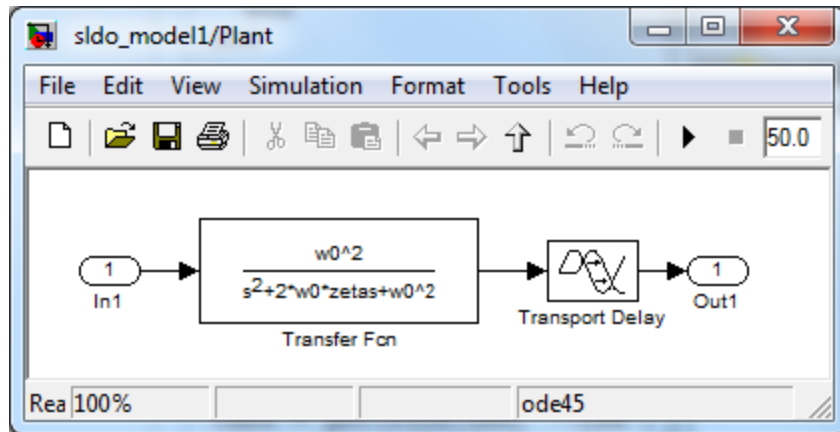 sldo_model1/Plant
File Edit View Simulation Format Tools Help
50.0
w0^2
1
s2+2*w0*zetas+w0^2
1
In1
Transfer Fcn
Transport Delay
Out1
Rea 100% ode45